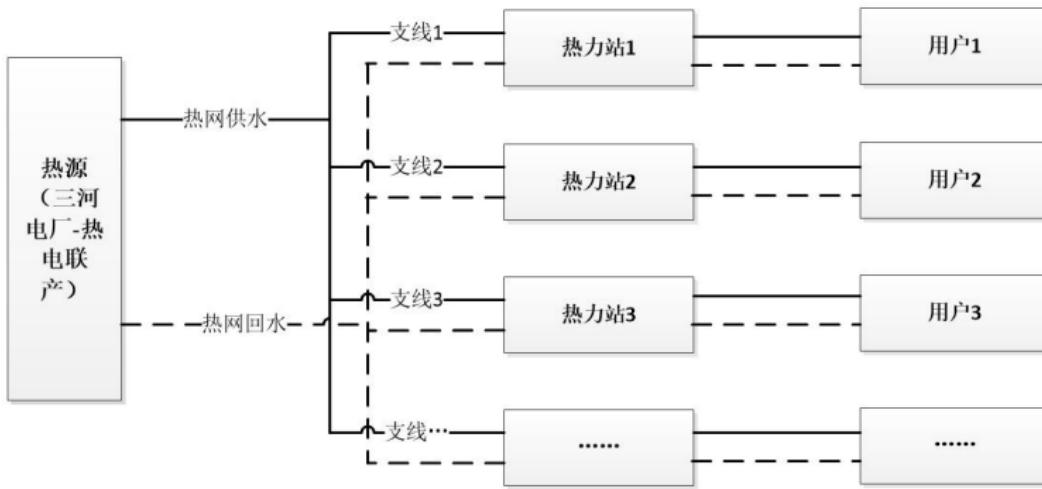 支线1
热力站1
用户1
热网供水
热源
（三河
电厂-热
电联
产）
支线2
热力站2
用户2
支线3
热力站3
用户3
热网回水
支线…
……
……